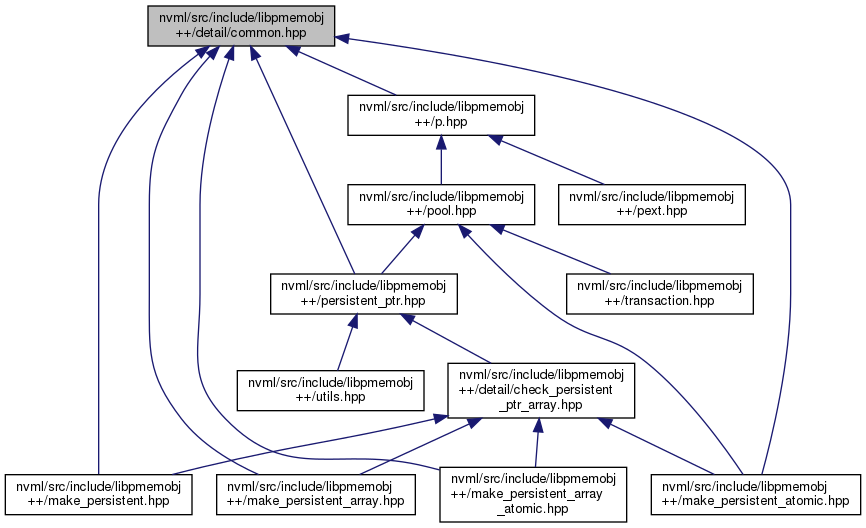 nvml/src/include/libpmemobj
++/detail/common.hpp
nvml/src/include/libpmemobj
++/p.hpp
nvml/src/include/libpmemobj
++/pool.hpp
nvml/src/include/libpmemobj
++/pext.hpp
nvml/src/include/libpmemobj
++/persistent_ptr.hpp
nvml/src/include/libpmemobj
++/transaction.hpp
nvml/src/include/libpmemobj
++/utils.hpp
nvml/src/include/libpmemobj
++/detail/check_persistent
_ptr_array.hpp
nvml/src/include/libpmemobj
++/make_persistent.hpp
nvml/src/include/libpmemobj
++/make_persistent_array.hpp
nvml/src/include/libpmemobj
++/make_persistent_array
_atomic.hpp
nvml/src/include/libpmemobj
++/make_persistent_atomic.hpp